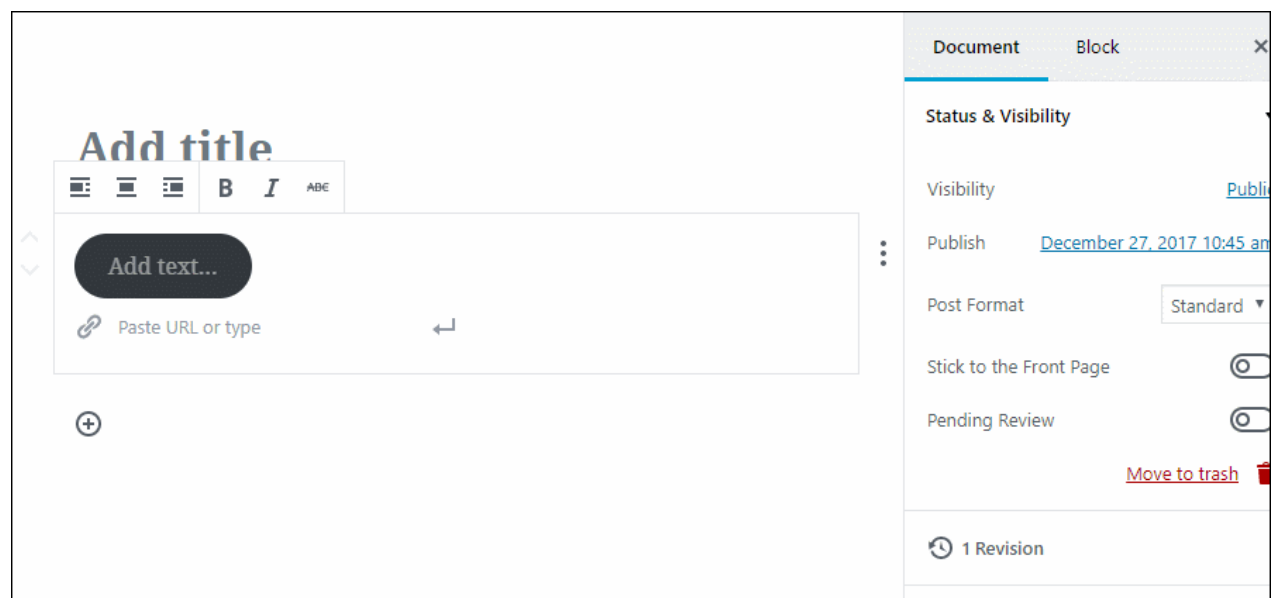 Document Block
Status & Visibility
Add title
B I ABC
Visibility Public
Publish December 27, 2017 10:45 am
Add text...
Post Format Standard
Paste URL or type
Stick to the Front Page
Pending Review
Move to trash
1 Revision